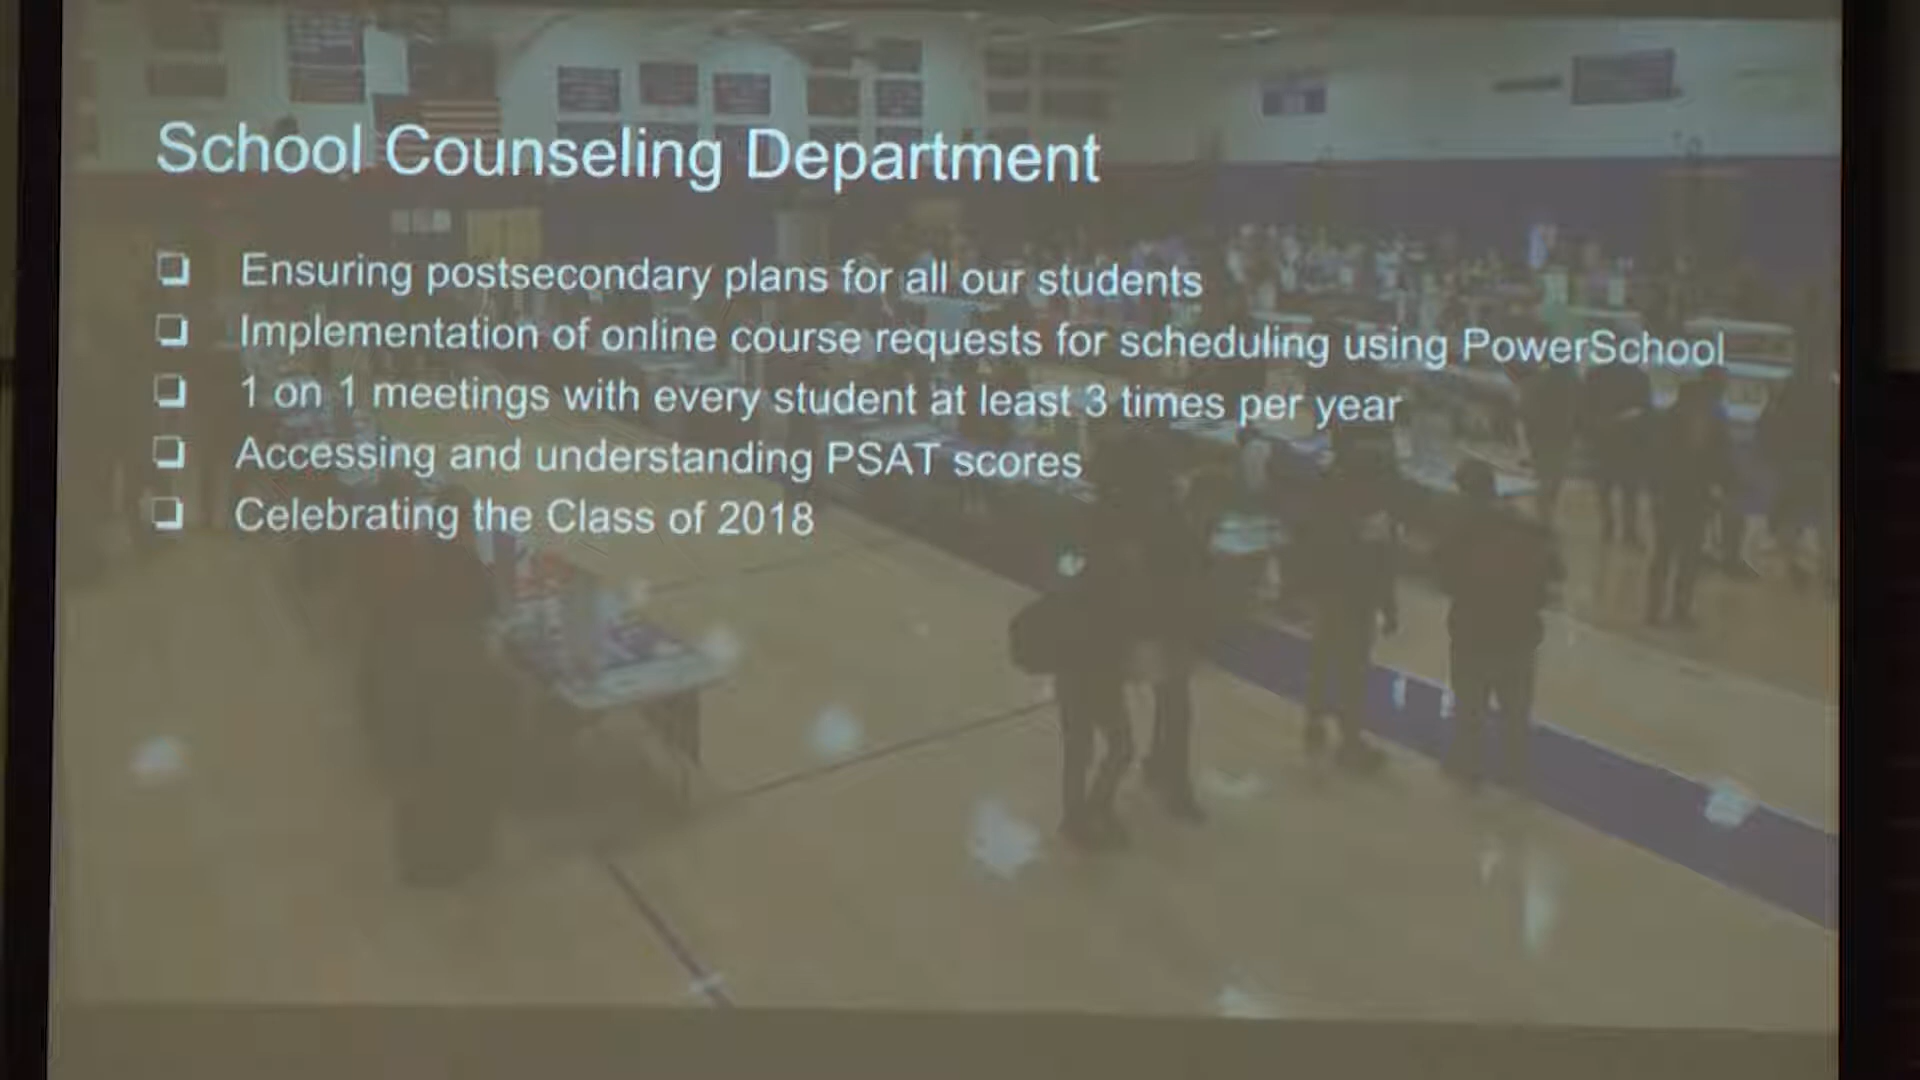 School Counseling Department
❏ Ensuring postsecondary plans for all our students
❏ Implementation of online course requests for scheduling using PowerSchool
❏ 1 on 1 meetings with every student at least 3 times per year
❏ Accessing and understanding PSAT scores
❏ Celebrating the Class of 2018